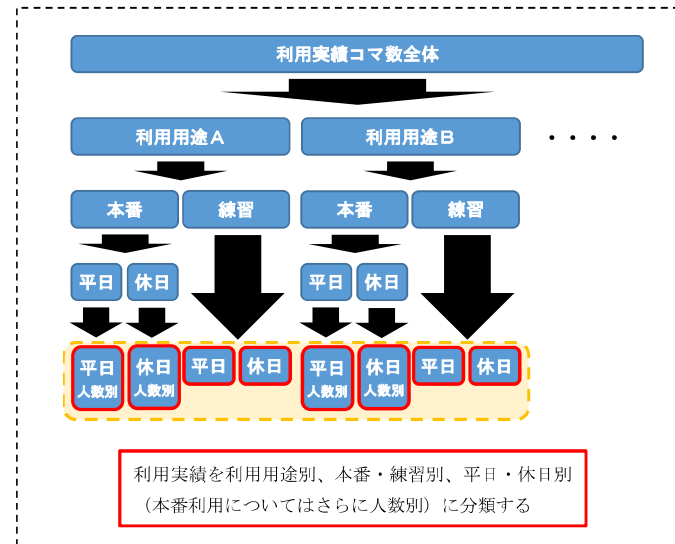 利用実績コマ数全体
利用用途A 利用用途B ・・・・
本番 練習 本番 練習
平日 休日 平日 休日
平日 休日 平日 休日 平日 休日 平日 休日
人数別 人数別 人数別 人数別
利用実績を利用用途別、本番・練習別、平日・休日別
（本番利用についてはさらに人数別）に分類する